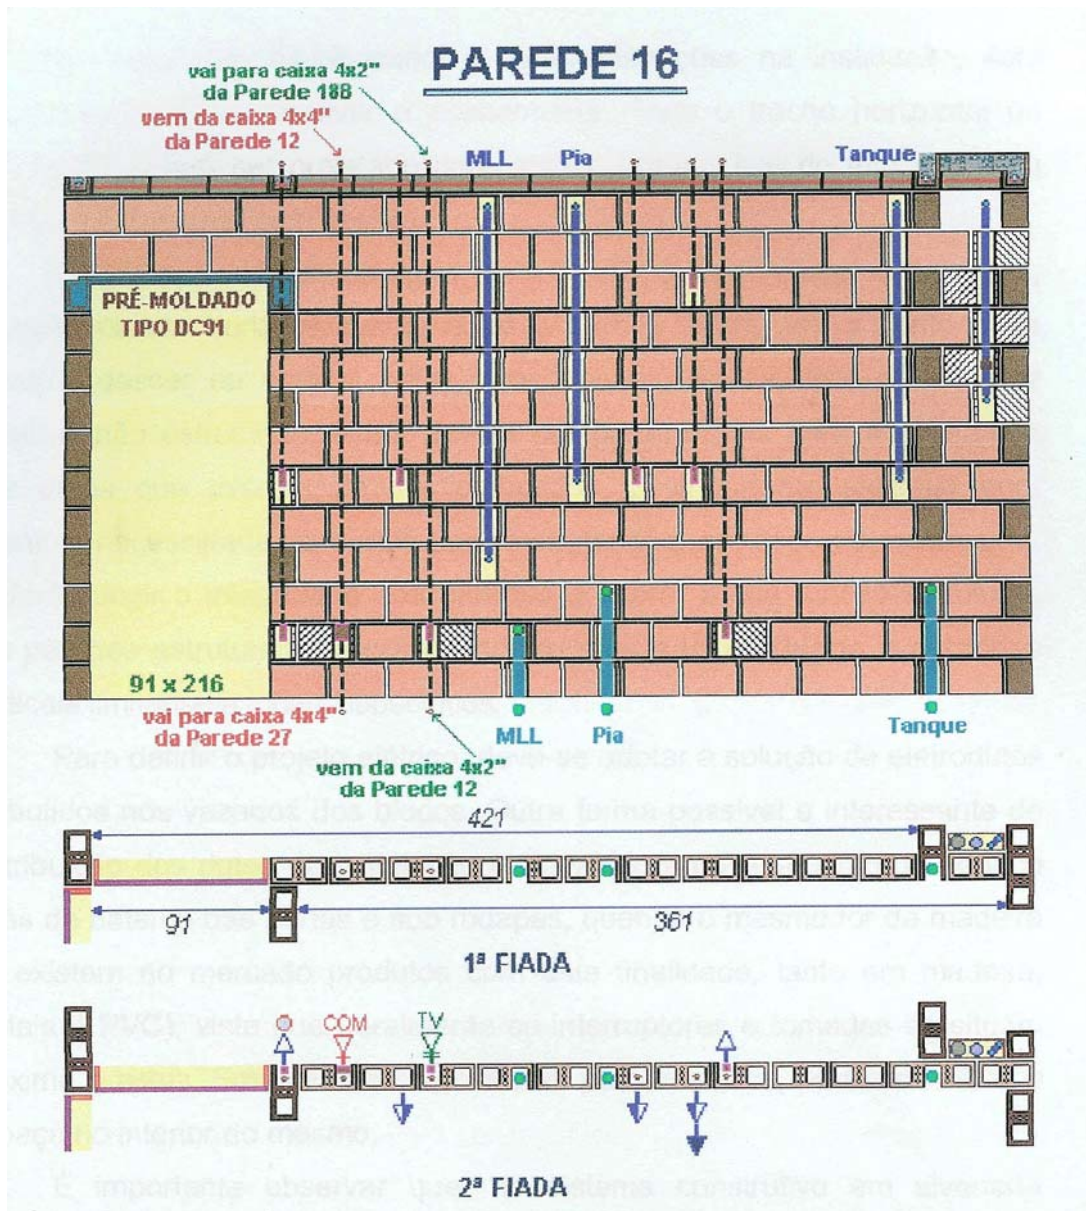 PAREDE 16
vai para caixa 4x2"
da Parede 188
vem da caixa 4x4"
da Parede 12
MLL
Pia
Tanque
PRÉ-MOLDADO
TIPO DC91
91 x 216
vai para caixa 4x4"
da Parede 27
MLL
Pia
Tanque
vem da caixa 4x2"
da Parede 12
421
91
361
1ª FIADA
COM
TV
2ª FIADA